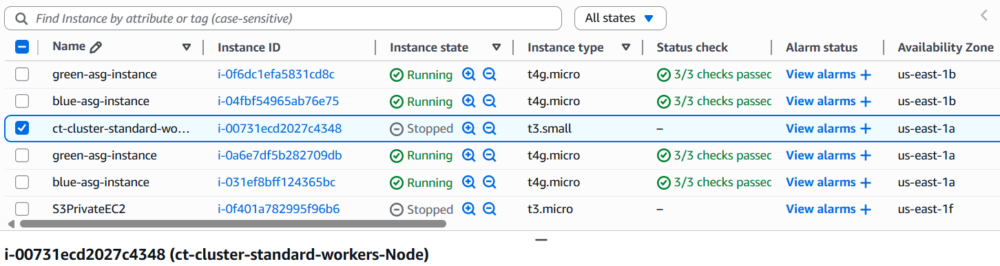 Find Instance by attribute or tag (case-sensitive) All states
Name Instance ID Instance state Instance type Status check Alarm status Availability Zone
green-asg-instance i-0f6dc1efa5831cd8c Running t4g.micro 3/3 checks passec View alarms + us-east-1b
blue-asg-instance i-04fbf54965ab76e75 Running t4g.micro 3/3 checks passec View alarms + us-east-1b
ct-cluster-standard-wo... i-00731ecd2027c4348 Stopped t3.small – View alarms + us-east-1a
green-asg-instance i-0a6e7df5b282709db Running t4g.micro 3/3 checks passec View alarms + us-east-1a
blue-asg-instance i-031ef8bff124365bc Running t4g.micro 3/3 checks passec View alarms + us-east-1a
S3PrivateEC2 i-0f401a782995f96b6 Stopped t3.micro – View alarms + us-east-1f
i-00731ecd2027c4348 (ct-cluster-standard-workers-Node)